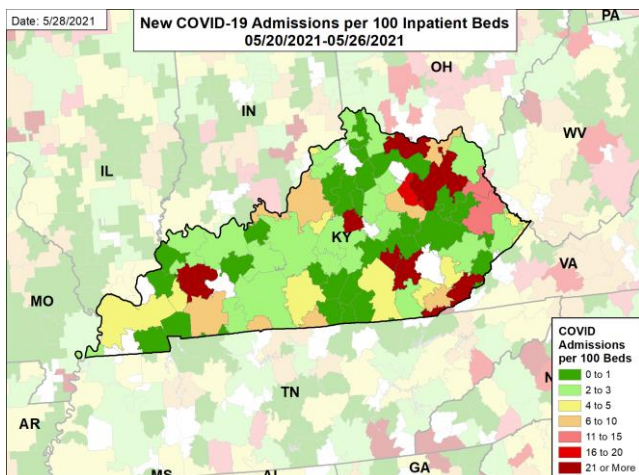 Date: 5/28/2021
New COVID-19 Admissions per 100 Inpatient Beds
05/20/2021-05/26/2021
PA
OH
IN
WV
IL
KY
VA
MO
TN
AR
MS
AL
GA
N
COVID
Admissions
per 100 Beds
0 to 1
2 to 3
4 to 5
6 to 10
11 to 15
16 to 20
21 or More